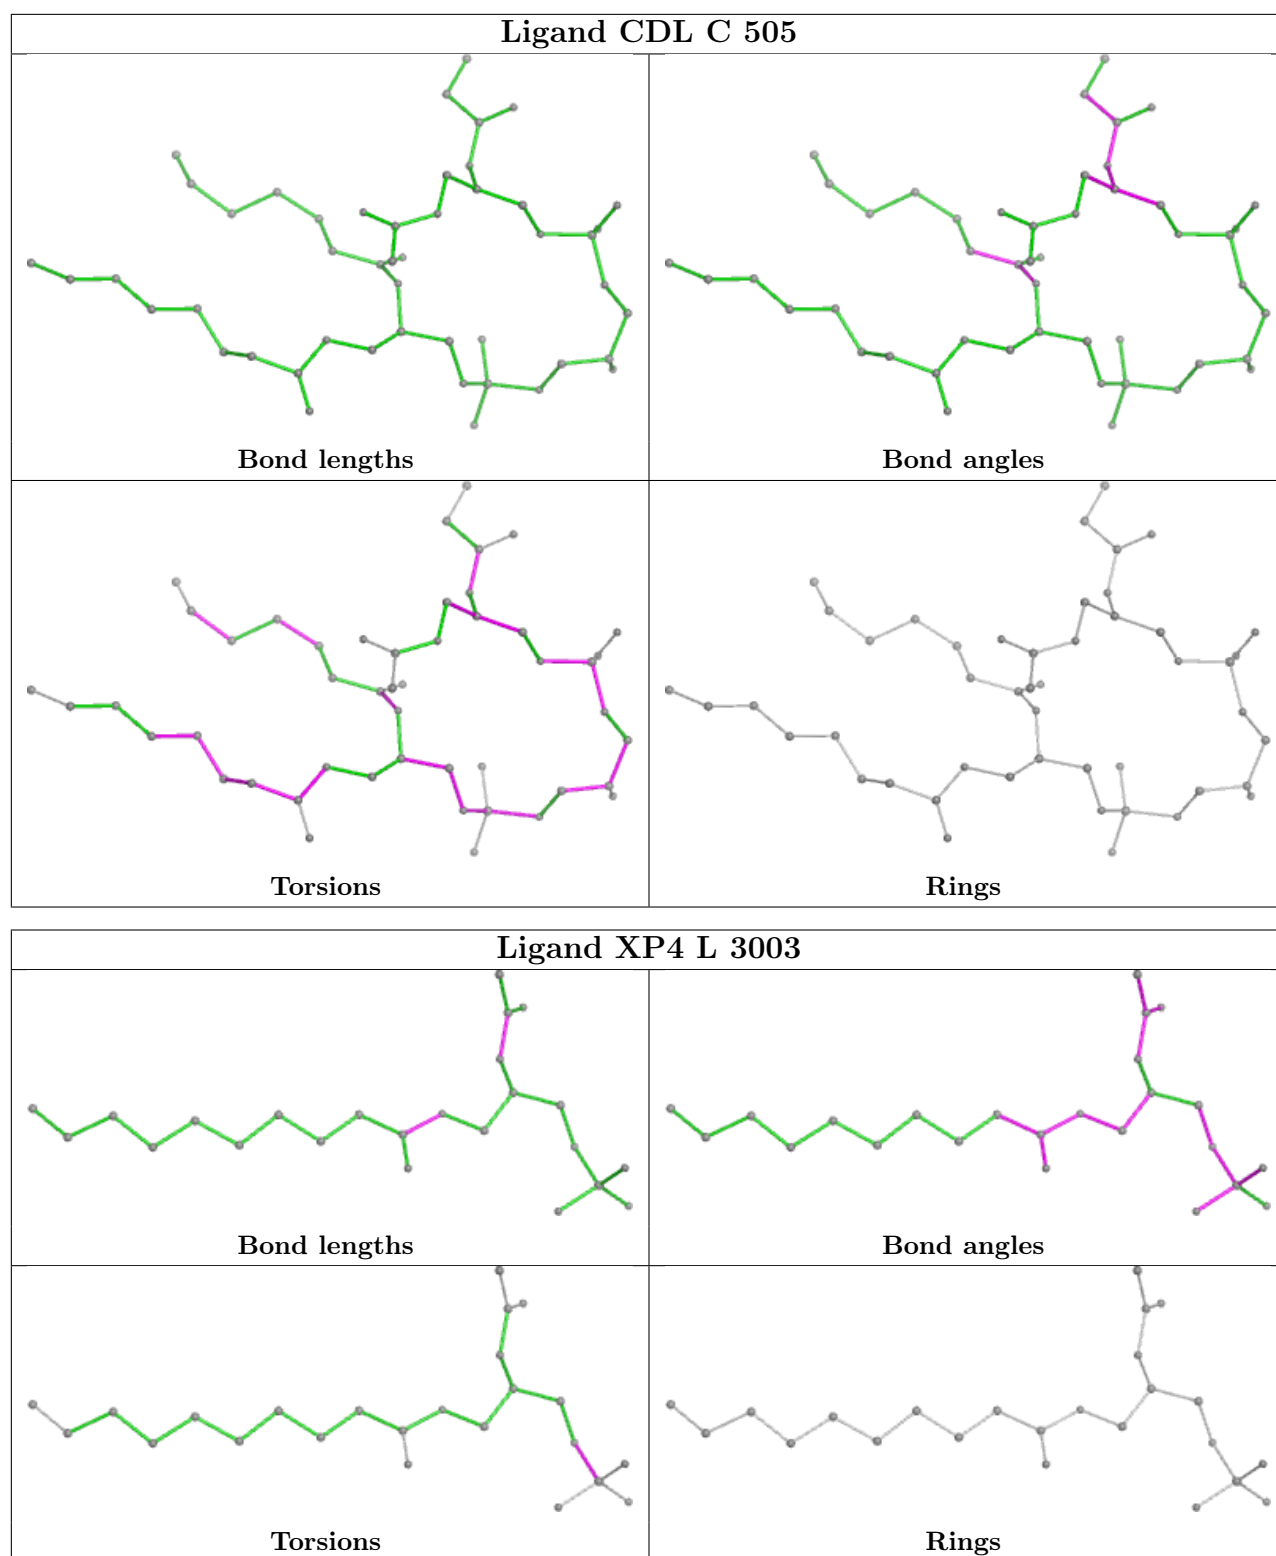 Ligand CDL C 505
Bond lengths
Bond angles
Torsions
Rings
Ligand XP4 L 3003
Bond lengths
Bond angles
Torsions
Rings